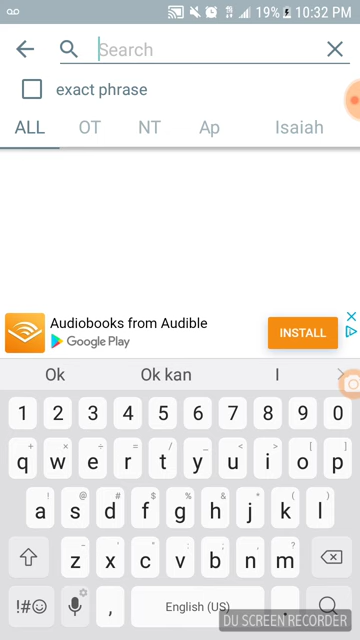 19% 10:32 PM
Search
exact phrase
ALL OT NT Ap Isaiah
Audiobooks from Audible
Google Play
INSTALL
Ok Ok kan I
1 2 3 4 5 6 7 8 9 0
+ × ÷ = / _ < > [ ]
q w e r t y u i o p
! @ # $ % & * ( )
a s d f g h j k l
- ' " : ; ?
z x c v b n m
!#☺ , English (US) .
DU SCREEN RECORDER